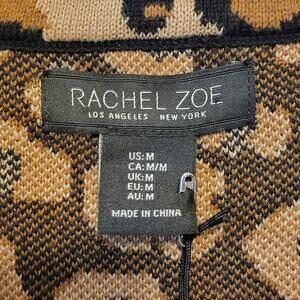 RACHEL ZOE
LOS ANGELES NEW YORK
US: M
CA: M/M
UK: M
EU: M
AU: M
MADE IN CHINA